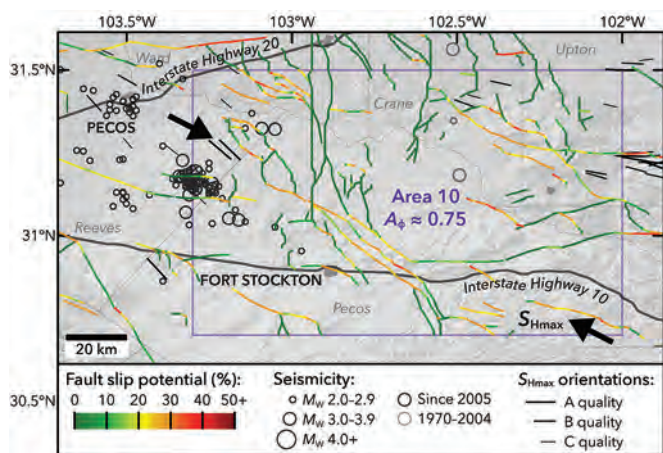 103.5°W
103°W
102.5°W
102°W
Ward
Interstate Highway 20
Upton
31.5°N
Crane
PECOS
Area 10
AΦ ≈ 0.75
Reeves
31°N
FORT STOCKTON
Interstate Highway 10
Pecos
SHmax
20 km
Fault slip potential (%):
0 10 20 30 40 50+
Seismicity:
Mw 2.0-2.9
Mw 3.0-3.9
Mw 4.0+
Since 2005
1970-2004
SHmax orientations:
A quality
B quality
C quality
30.5°N